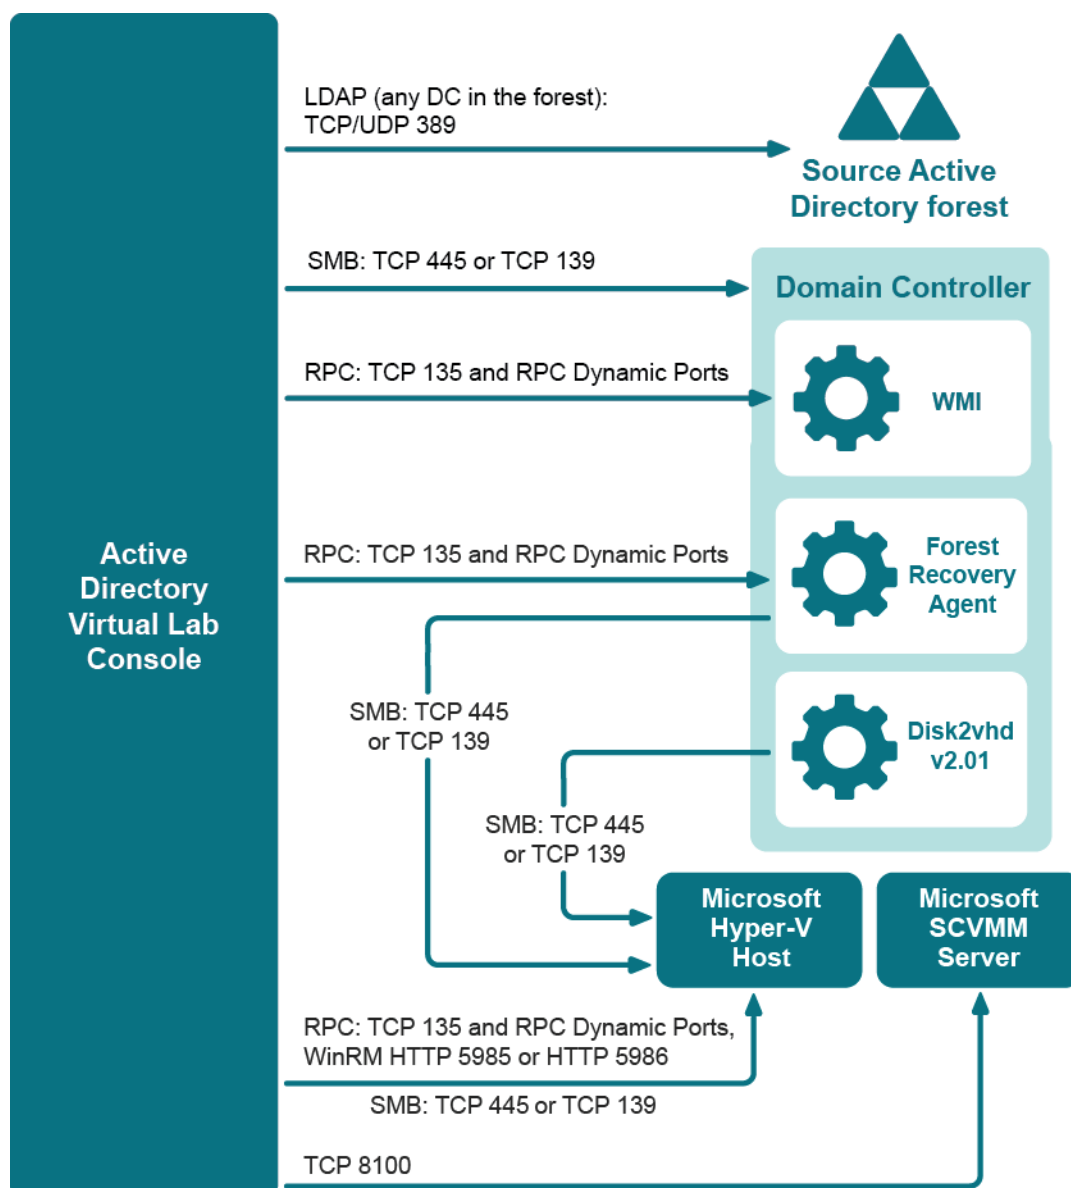 LDAP (any DC in the forest):
TCP/UDP 389
Source Active
Directory forest
SMB: TCP 445 or TCP 139
Domain Controller
RPC: TCP 135 and RPC Dynamic Ports
WMI
Active
Directory
Virtual Lab
Console
RPC: TCP 135 and RPC Dynamic Ports
Forest
Recovery
Agent
SMB: TCP 445
or TCP 139
Disk2vhd
v2.01
SMB: TCP 445
or TCP 139
Microsoft
Hyper-V
Host
Microsoft
SCVMM
Server
RPC: TCP 135 and RPC Dynamic Ports,
WinRM HTTP 5985 or HTTP 5986
SMB: TCP 445 or TCP 139
TCP 8100